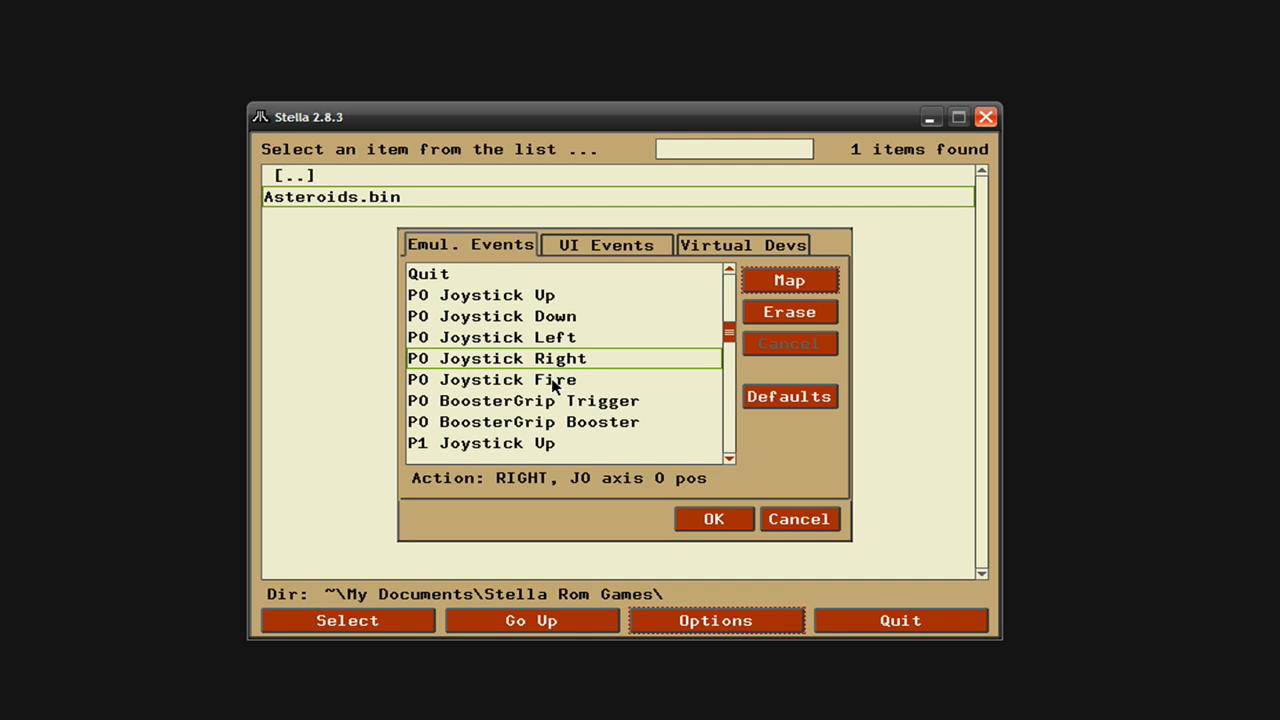 Stella 2.8.3
Select an item from the list ... 1 items found
[..]
Asteroids.bin
Emul. Events UI Events Virtual Devs
Quit
P0 Joystick Up
P0 Joystick Down
P0 Joystick Left
P0 Joystick Right
P0 Joystick Fire
P0 BoosterGrip Trigger
P0 BoosterGrip Booster
P1 Joystick Up
Map
Erase
Cancel
Defaults
Action: RIGHT, J0 axis 0 pos
OK Cancel
Dir: ~\My Documents\Stella Rom Games\
Select Go Up Options Quit